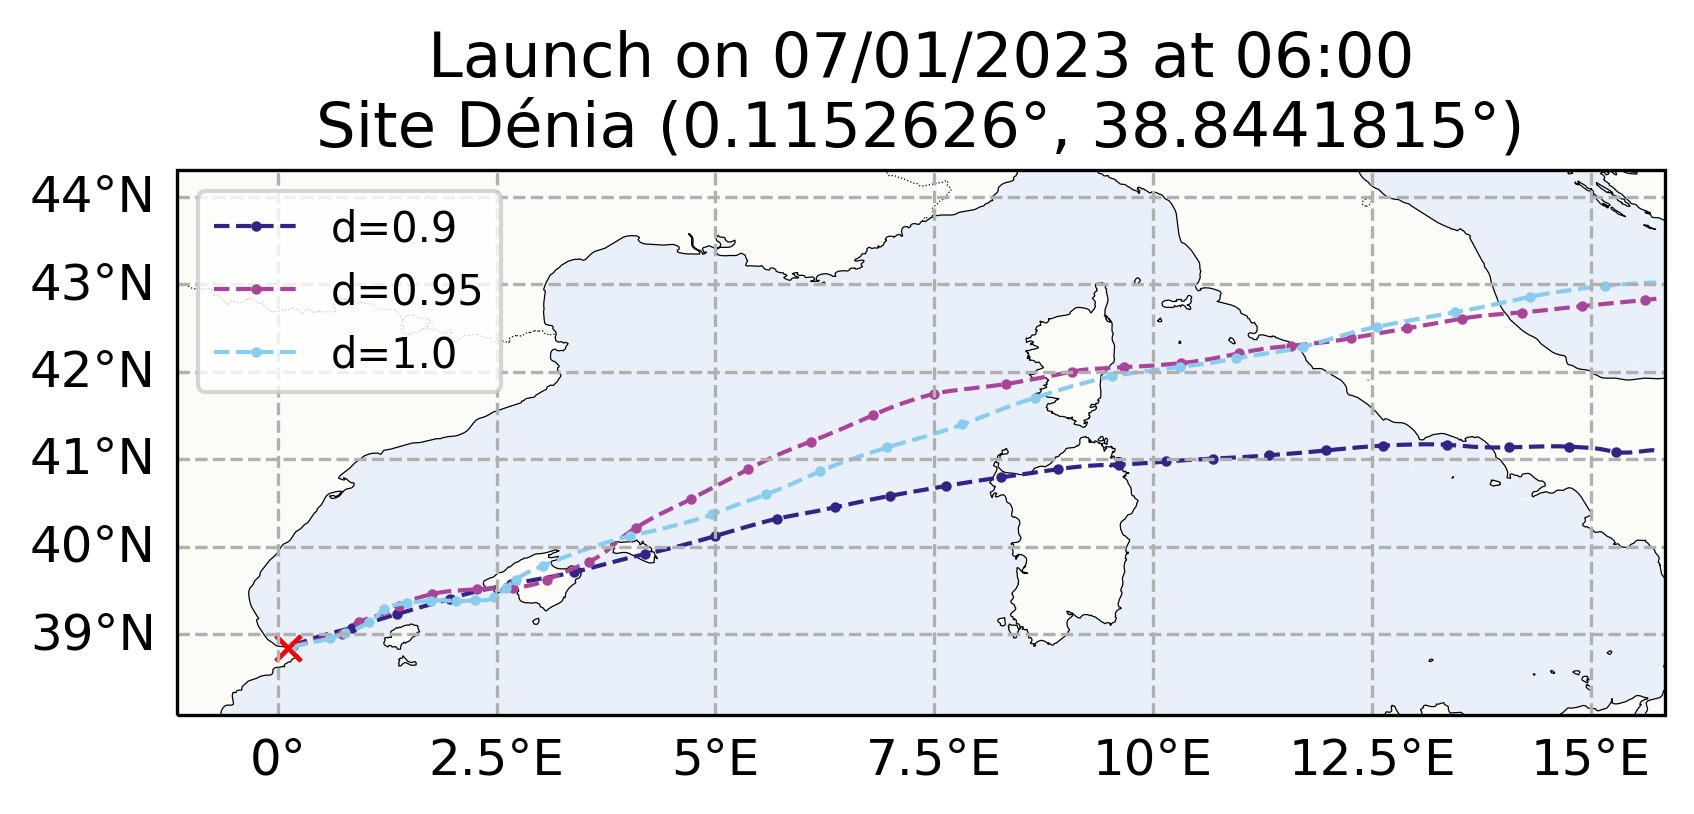 Launch on 07/01/2023 at 06:00
Site Dénia (0.1152626°, 38.8441815°)
44°N
43°N
42°N
41°N
40°N
39°N
d=0.9
d=0.95
d=1.0
0°
2.5°E
5°E
7.5°E
10°E
12.5°E
15°E